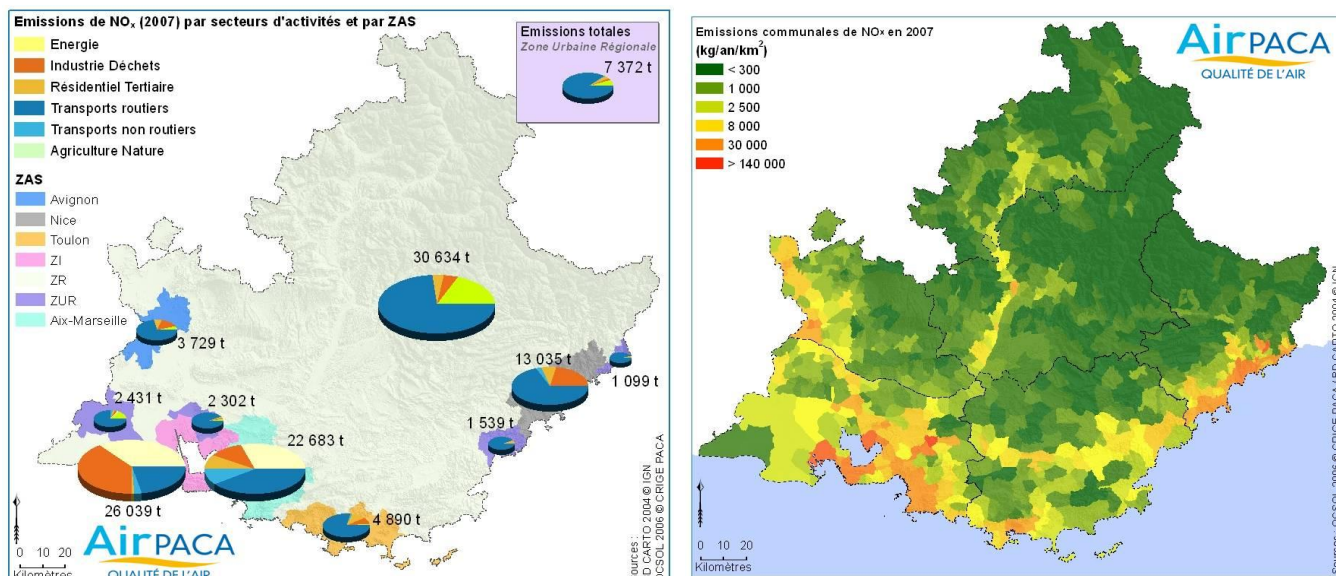 Emissions de NOx (2007) par secteurs d'activités et par ZAS
Energie
Industrie Déchets
Résidentiel Tertiaire
Transports routiers
Transports non routiers
Agriculture Nature
ZAS
Avignon
Nice
Toulon
ZI
ZR
ZUR
Aix-Marseille
Emissions totales
Zone Urbaine Régionale
7 372 t
30 634 t
3 729 t
13 035 t
1 099 t
2 431 t
2 302 t
1 539 t
22 683 t
26 039 t
4 890 t
0 10 20
Kilomètres
AirPACA
QUALITÉ DE L'AIR
D CARTO 2004 © IGN
OCSOL 2006 © CRIGE PACA
Emissions communales de NOx en 2007
(kg/an/km²)
< 300
1 000
2 500
8 000
30 000
> 140 000
AirPACA
QUALITÉ DE L'AIR
0 10 20
Kilomètres